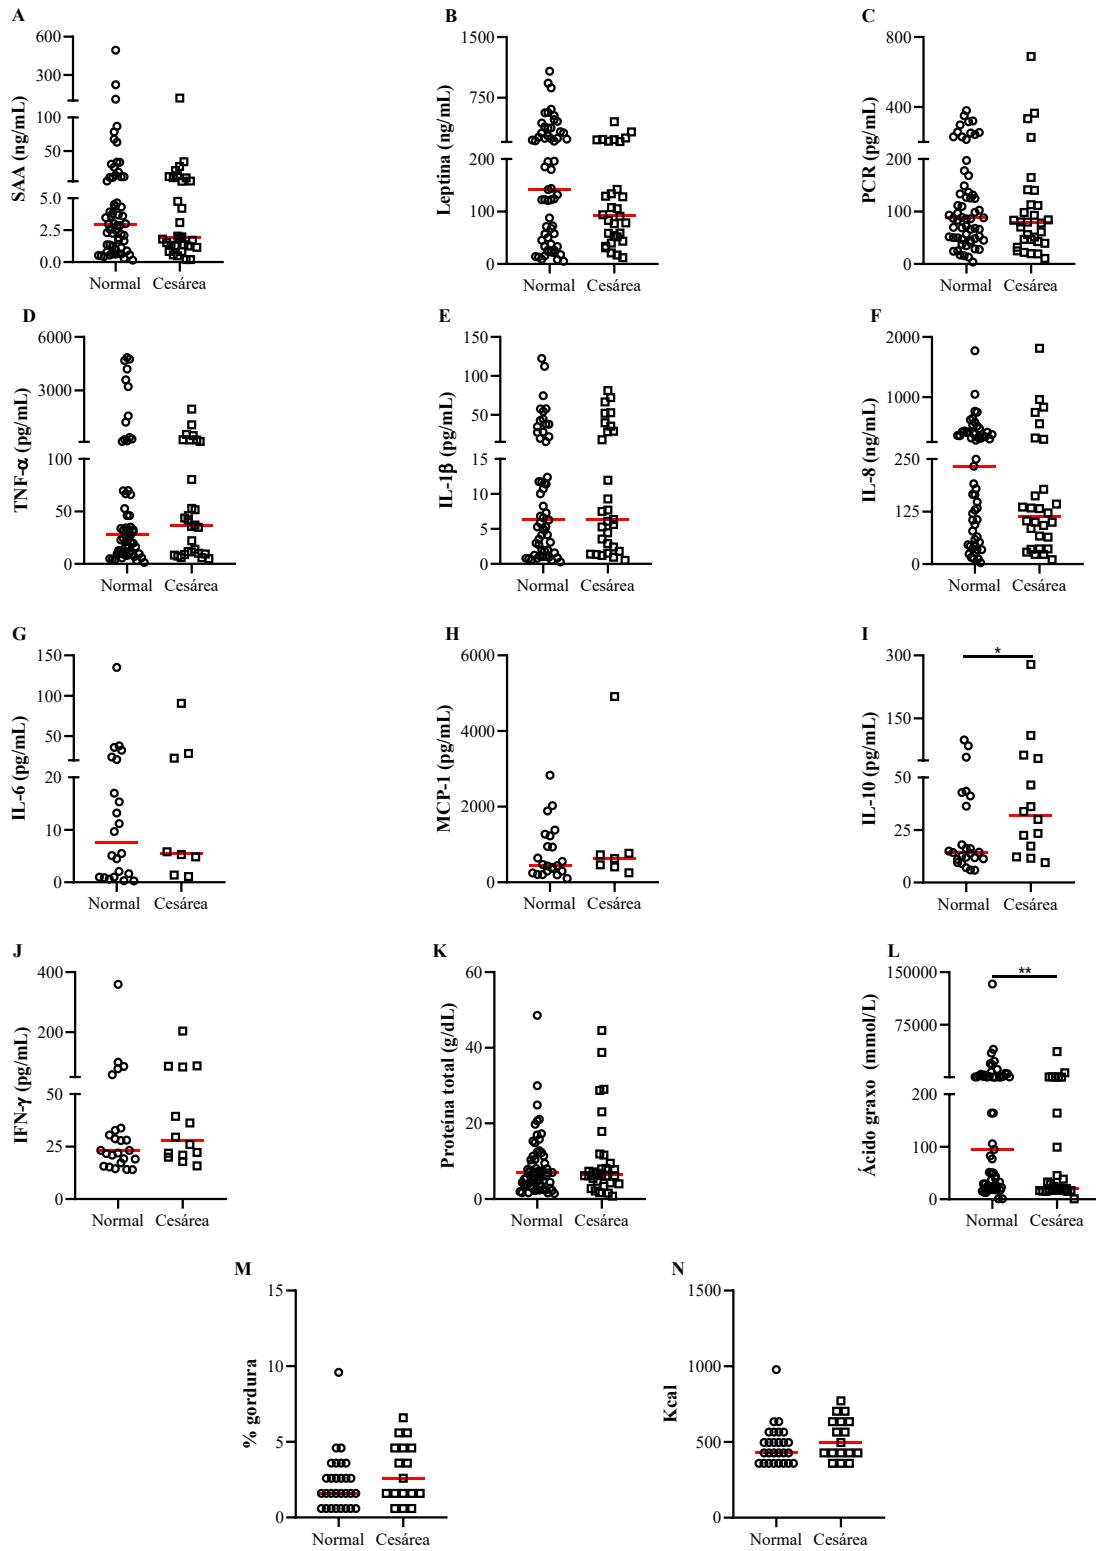 A
SAA (ng/mL)
600
300
100
50
5.0
2.5
0.0
Normal Cesárea
B
Leptina (ng/mL)
1500
750
200
100
0
Normal Cesárea
C
PCR (pg/mL)
800
400
200
100
0
Normal Cesárea
D
TNF-α (pg/mL)
6000
3000
100
50
0
Normal Cesárea
E
IL-1β (pg/mL)
150
100
50
15
10
5
0
Normal Cesárea
F
IL-8 (ng/mL)
2000
1000
250
125
0
Normal Cesárea
G
IL-6 (pg/mL)
150
100
50
20
20
10
0
Normal Cesárea
H
MCP-1 (pg/mL)
6000
4000
2000
0
Normal Cesárea
I
IL-10 (pg/mL)
300
150
50
25
0
*
Normal Cesárea
J
IFN-γ (pg/mL)
400
200
50
25
0
Normal Cesárea
K
Proteína total (g/dL)
60
40
20
0
Normal Cesárea
L
Ácido graxo (mmol/L)
150000
75000
200
100
0
**
Normal Cesárea
M
% gordura
15
10
5
0
Normal Cesárea
N
Kcal
1500
1000
500
0
Normal Cesárea